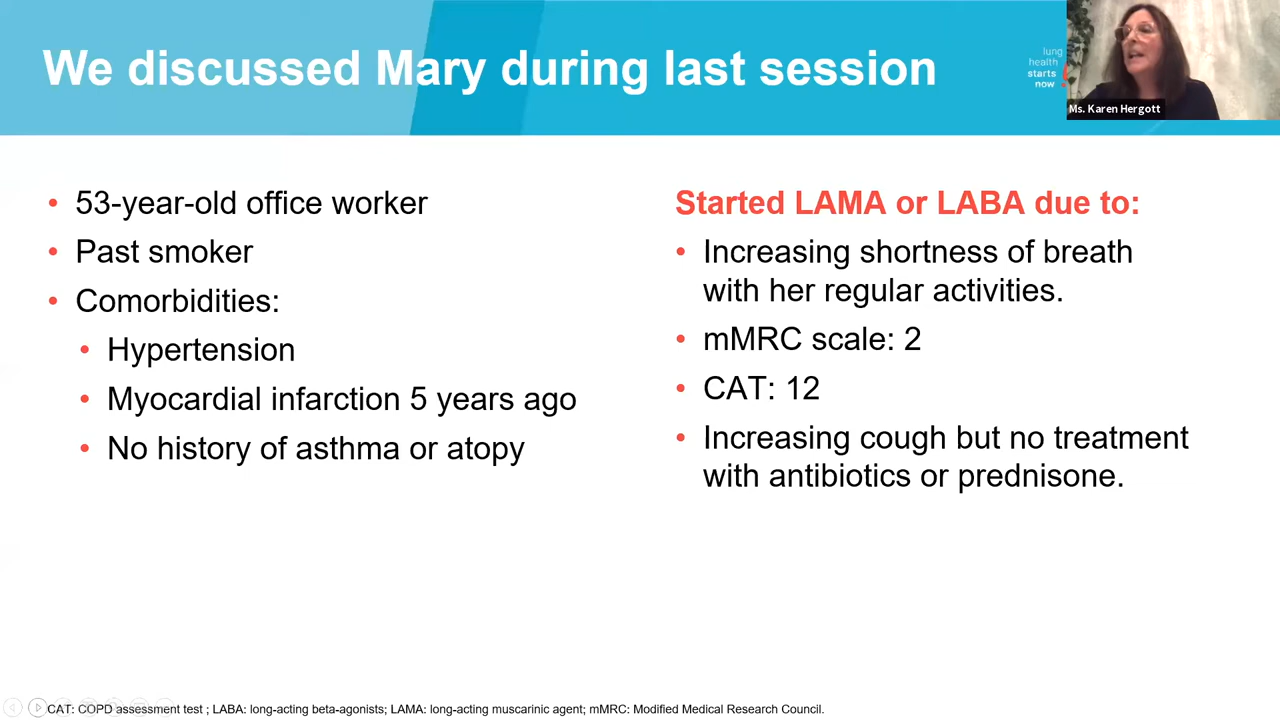 We discussed Mary during last session
lung
health
starts
now
Ms. Karen Hergott
• 53-year-old office worker
• Past smoker
• Comorbidities:
• Hypertension
• Myocardial infarction 5 years ago
• No history of asthma or atopy
Started LAMA or LABA due to:
• Increasing shortness of breath
with her regular activities.
• mMRC scale: 2
• CAT: 12
• Increasing cough but no treatment
with antibiotics or prednisone.
CAT: COPD assessment test ; LABA: long-acting beta-agonists; LAMA: long-acting muscarinic agent; mMRC: Modified Medical Research Council.